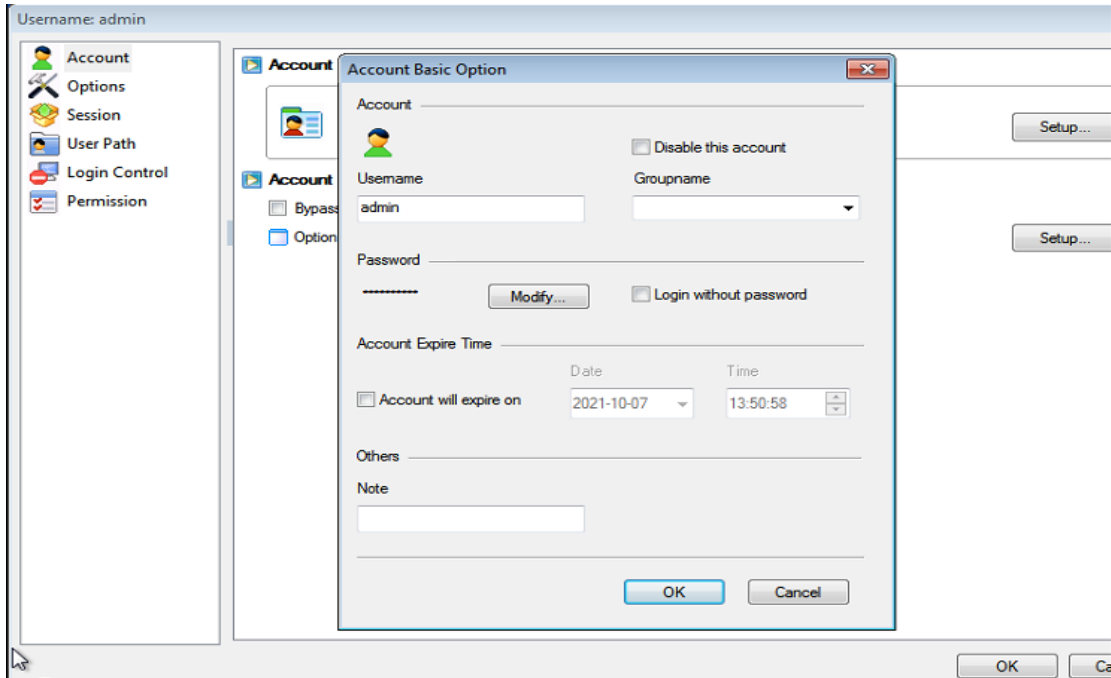 Username: admin
Account
Options
Session
User Path
Login Control
Permission
Account
Setup...
Account
Bypass
Option
Setup...
Account Basic Option
Account
Disable this account
Username
Groupname
admin
Password
**********
Modify...
Login without password
Account Expire Time
Date
Time
Account will expire on
2021-10-07
13:50:58
Others
Note
OK
Cancel
OK
Ca